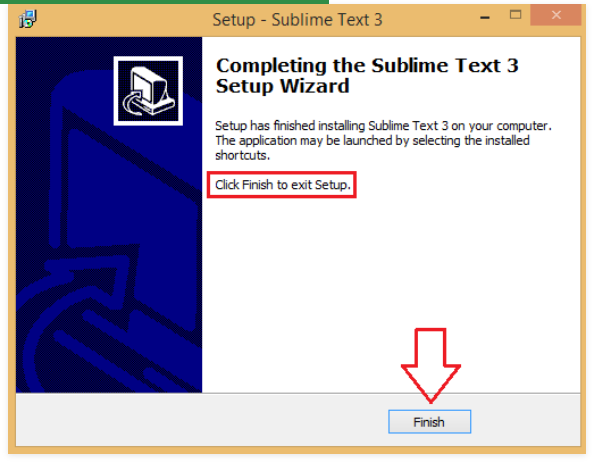 Setup - Sublime Text 3
Completing the Sublime Text 3
Setup Wizard
Setup has finished installing Sublime Text 3 on your computer.
The application may be launched by selecting the installed
shortcuts.
Click Finish to exit Setup.
Finish